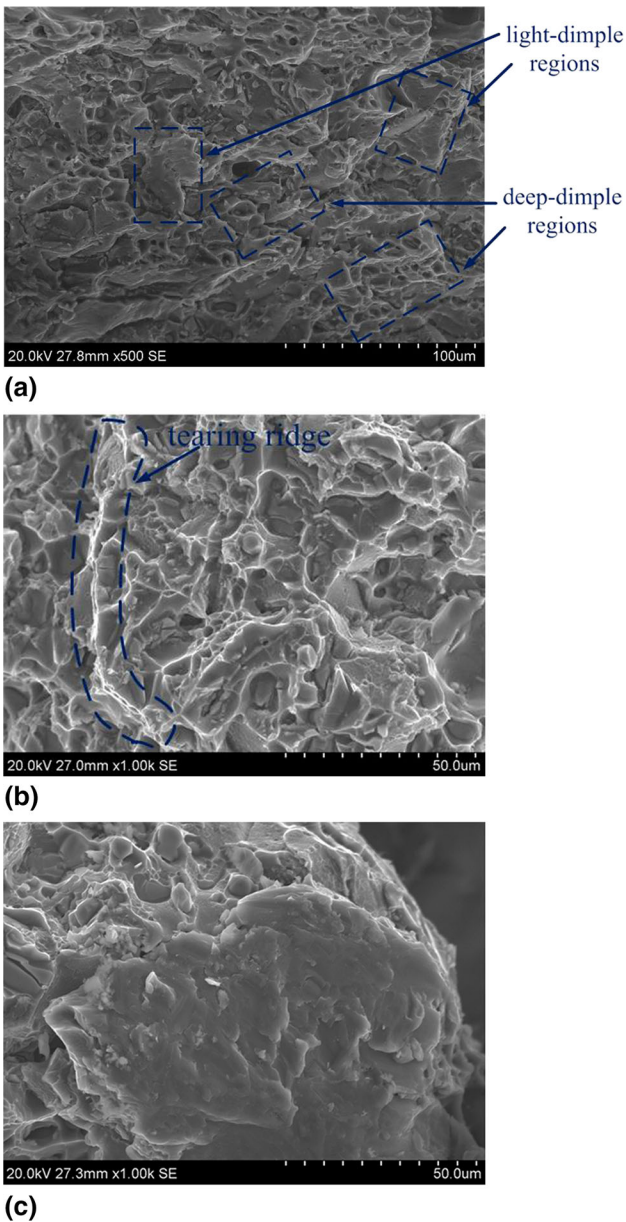 light-dimple
regions
deep-dimple
regions
20.0kV 27.8mm x500 SE 100um
(a)
tearing ridge
20.0kV 27.0mm x1.00k SE 50.0um
(b)
20.0kV 27.3mm x1.00k SE 50.0um
(c)